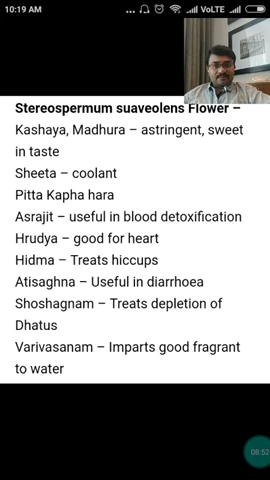 10:19 AM
... VoLTE
Stereospermum suaveolens Flower –
Kashaya, Madhura – astringent, sweet
in taste
Sheeta – coolant
Pitta Kapha hara
Asrajit – useful in blood detoxification
Hrudya – good for heart
Hidma – Treats hiccups
Atisaghna – Useful in diarrhoea
Shoshagnam – Treats depletion of
Dhatus
Varivasanam – Imparts good fragrant
to water
08:52